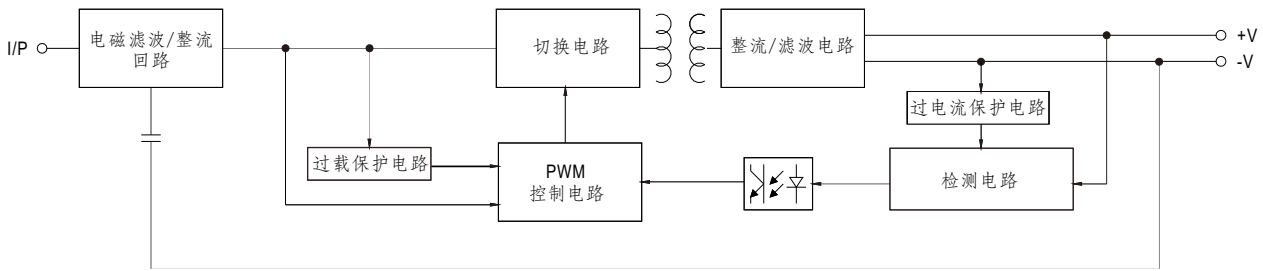 I/P
电磁滤波/整流
回路
切换电路
整流/滤波电路
+V
-V
过电流保护电路
过载保护电路
PWM
控制电路
检测电路